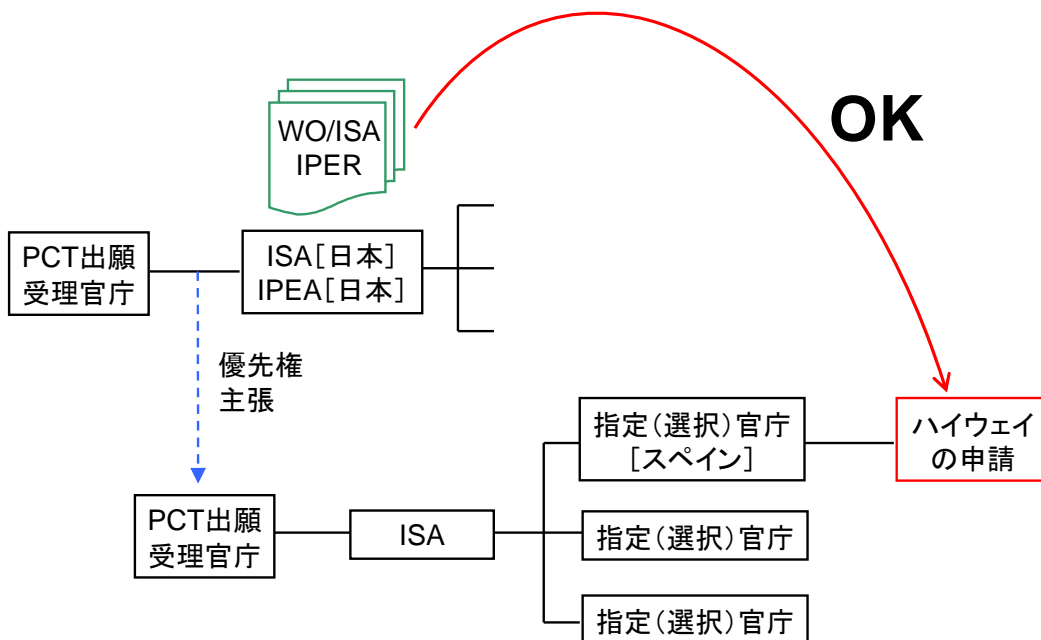 OK
WO/ISA
IPER
PCT出願
受理官庁
ISA[日本]
IPEA[日本]
優先権
主張
指定(選択)官庁
[スペイン]
ハイウェイ
の申請
PCT出願
受理官庁
ISA
指定(選択)官庁
指定(選択)官庁